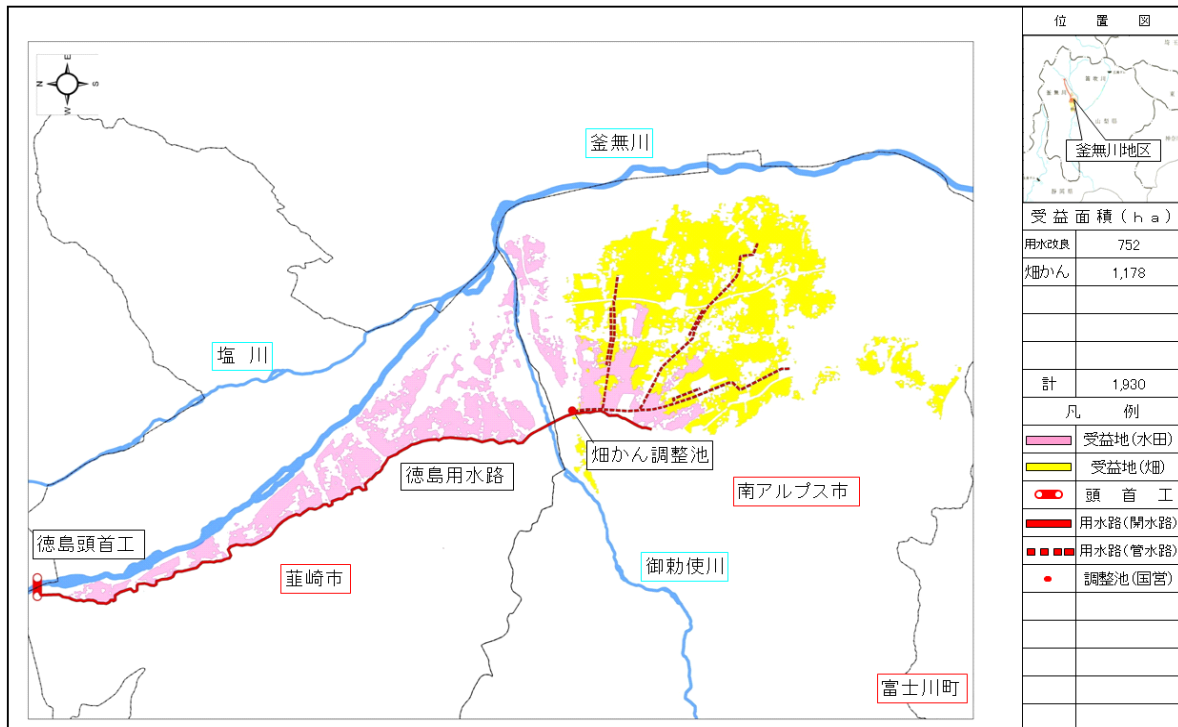 E
N
S
W
釜無川
塩 川
徳島用水路
畑かん調整池
南アルプス市
徳島頭首工
韮崎市
御勅使川
富士川町
位 置 図
釜無川地区
受益面積(ha)
用水改良 752
畑かん 1,178
計 1,930
凡 例
受益地(水田)
受益地(畑)
頭 首 工
用水路(開水路)
用水路(管水路)
調整池(国営)